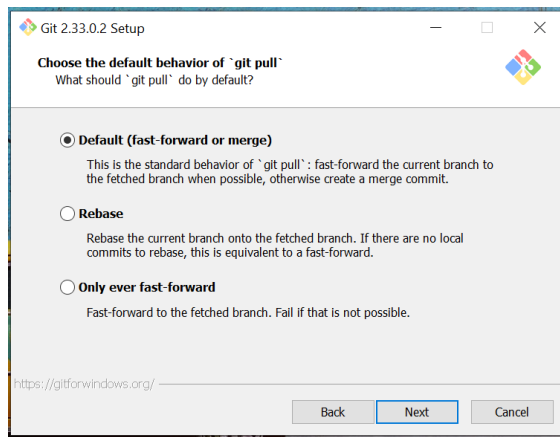 Git 2.33.0.2 Setup
Choose the default behavior of `git pull`
What should `git pull` do by default?
Default (fast-forward or merge)
This is the standard behavior of `git pull`: fast-forward the current branch to
the fetched branch when possible, otherwise create a merge commit.
Rebase
Rebase the current branch onto the fetched branch. If there are no local
commits to rebase, this is equivalent to a fast-forward.
Only ever fast-forward
Fast-forward to the fetched branch. Fail if that is not possible.
https://gitforwindows.org/
Back Next Cancel